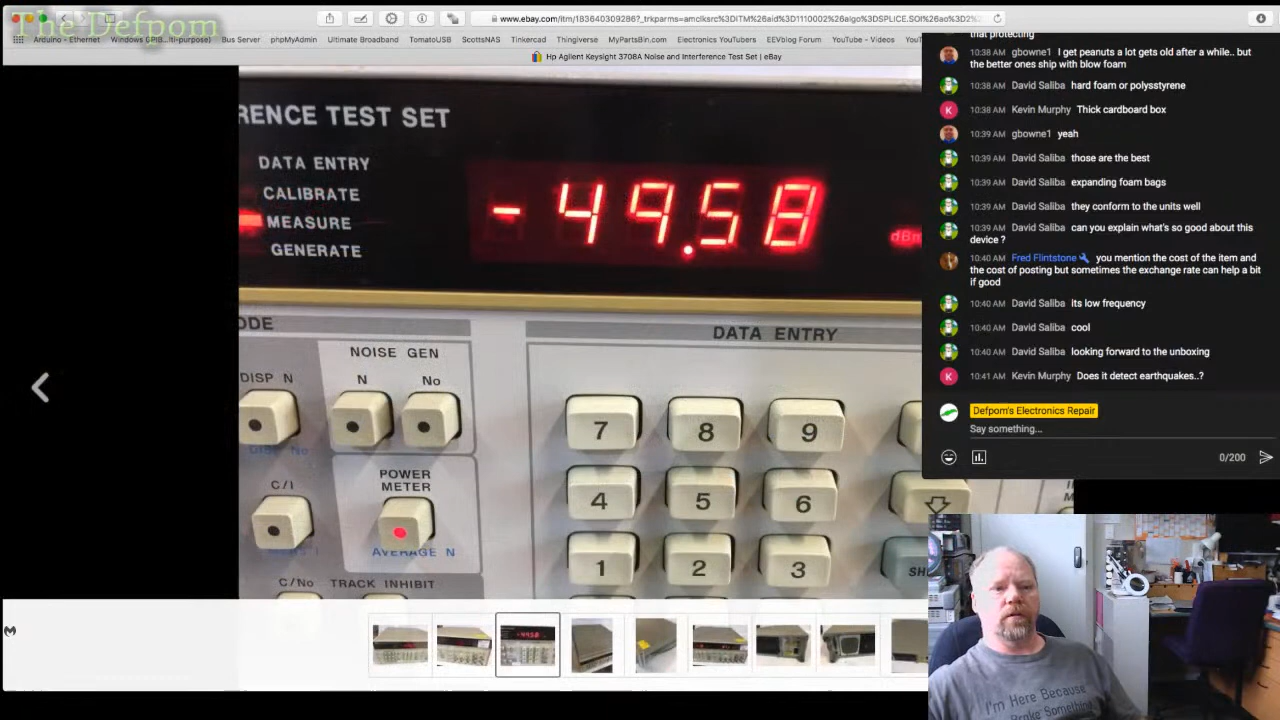 The Defpom
www.ebay.com/itm/183640309286?_trkparms=amclksrc%3DITM%26aid%3D1110002%26algo%3DSPLICE.SOI%26ao%3D2%
Arduino - Ethernet
Bus Server
phpMyAdmin
Ultimate Broadband
TomatoUSB
ScottsNAS
Tinkercad
Thingiverse
MyPartsBin.com
Electronics YouTubers
EEVblog Forum
YouTube - Videos
Hp Agilent Keysight 3708A Noise and Interference Test Set | eBay
RENCE TEST SET
DATA ENTRY
CALIBRATE
MEASURE
GENERATE
-49.58
dBm
ODE
NOISE GEN
DISP N
N
No
DISP No
C/I
POWER
METER
AVERAGE N
C/No
TRACK INHIBIT
DATA ENTRY
7
8
9
4
5
6
1
2
3
SH
that protecting
gbowne1 I get peanuts a lot gets old after a while.. but
the better ones ship with blow foam
10:38 AM David Saliba hard foam or polysstyrene
10:38 AM Kevin Murphy Thick cardboard box
10:39 AM gbowne1 yeah
10:39 AM David Saliba those are the best
10:39 AM David Saliba expanding foam bags
10:39 AM David Saliba they conform to the units well
10:39 AM David Saliba can you explain what's so good about this
device ?
10:40 AM Fred Flintstone you mention the cost of the item and
the cost of posting but sometimes the exchange rate can help a bit
if good
10:40 AM David Saliba its low frequency
10:40 AM David Saliba cool
10:40 AM David Saliba looking forward to the unboxing
10:41 AM Kevin Murphy Does it detect earthquakes..?
Defpom's Electronics Repair
Say something...
0/200
I'm Here Because
Broke Something